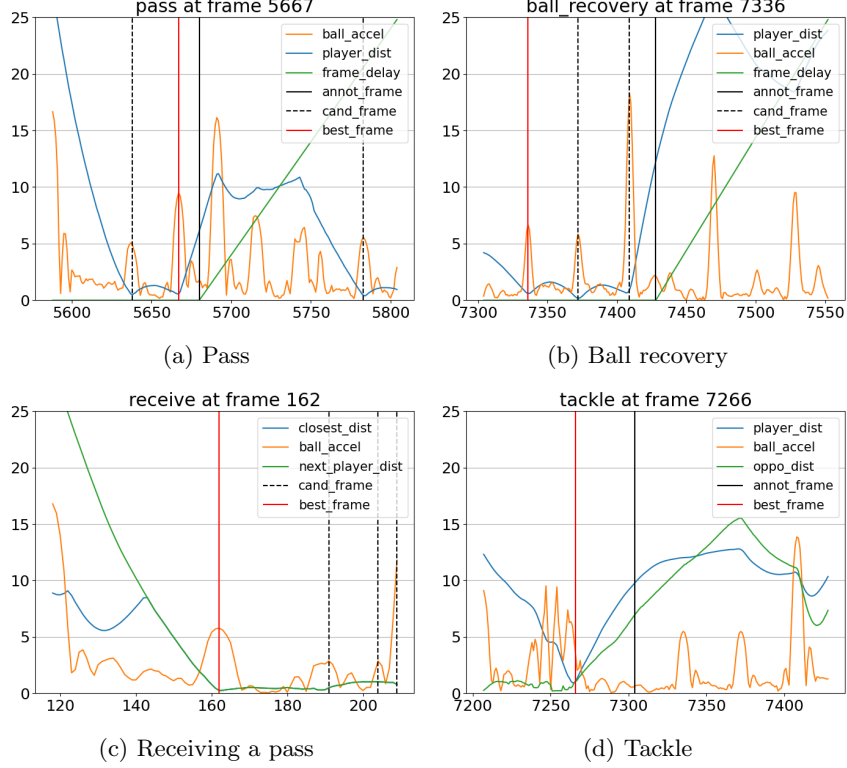 pass at frame 5667
25
20
15
10
5
0
5600 5650 5700 5750 5800
ball_accel
player_dist
frame_delay
annot_frame
cand_frame
best_frame
(a) Pass
ball_recovery at frame 7336
25
20
15
10
5
0
7300 7350 7400 7450 7500 7550
player_dist
ball_accel
frame_delay
annot_frame
cand_frame
best_frame
(b) Ball recovery
receive at frame 162
25
20
15
10
5
0
120 140 160 180 200
closest_dist
ball_accel
next_player_dist
cand_frame
best_frame
(c) Receiving a pass
tackle at frame 7266
25
20
15
10
5
0
7200 7250 7300 7350 7400
player_dist
ball_accel
oppo_dist
annot_frame
best_frame
(d) Tackle